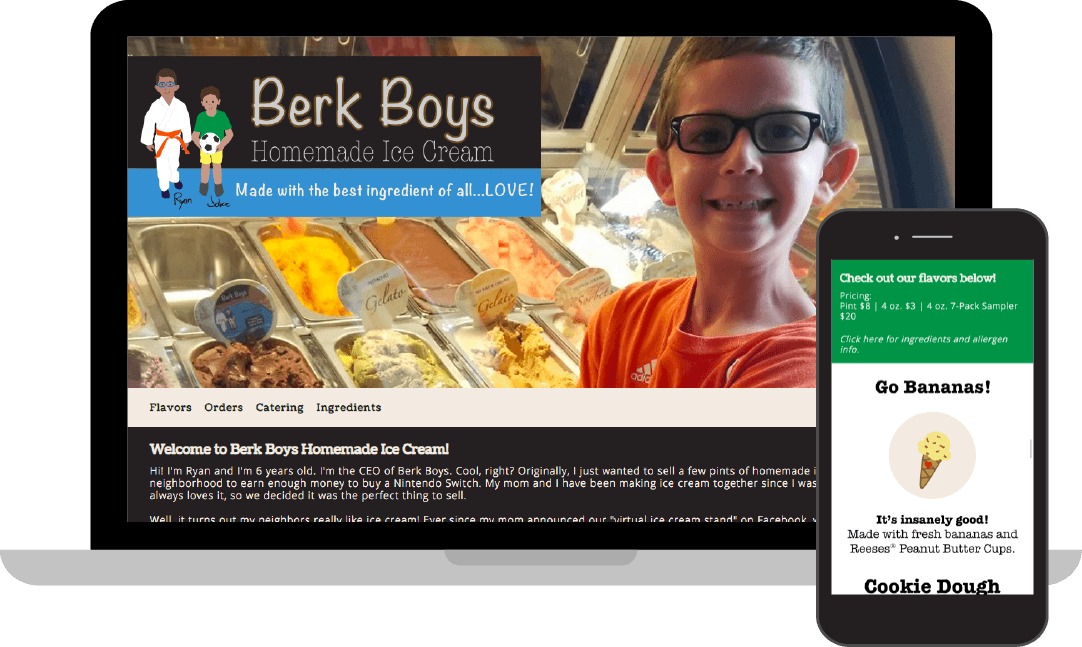 Berk Boys
Homemade Ice Cream
Made with the best ingredient of all...LOVE!
Ryan
Jake
Berk Boys
Gelato
Gelato
Sorbetto
adidas
Flavors Orders Catering Ingredients
Welcome to Berk Boys Homemade Ice Cream!
Hi! I'm Ryan and I'm 6 years old. I'm the CEO of Berk Boys. Cool, right? Originally, I just wanted to sell a few pints of homemade i
neighborhood to earn enough money to buy a Nintendo Switch. My mom and I have been making ice cream together since I was
always loves it, so we decided it was the perfect thing to sell.
Well, it turns out my neighbors really like ice cream! Ever since my mom announced our "virtual ice cream stand" on Facebook,
Check out our flavors below!
Pricing:
Pint $8 | 4 oz. $3 | 4 oz. 7-Pack Sampler
$20
Click here for ingredients and allergen
info.
Go Bananas!
It's insanely good!
Made with fresh bananas and
Reeses® Peanut Butter Cups.
Cookie Dough